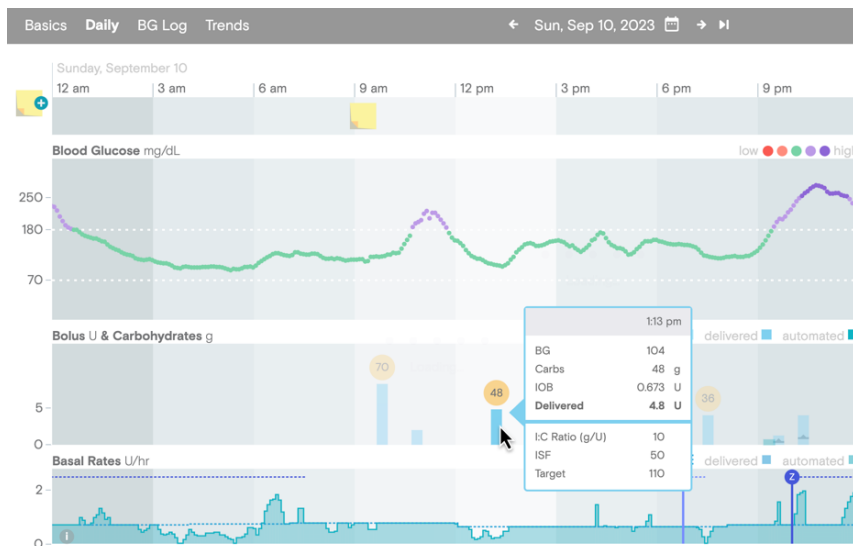 Basics Daily BG Log Trends Sun, Sep 10, 2023
Sunday, September 10
12 am 3 am 6 am 9 am 12 pm 3 pm 6 pm 9 pm
Blood Glucose mg/dL low high
250
180
70
Bolus U & Carbohydrates g delivered automated
70
48
36
5
0
1:13 pm
BG 104
Carbs 48 g
IOB 0.673 U
Delivered 4.8 U
I:C Ratio (g/U) 10
ISF 50
Target 110
Basal Rates U/hr delivered automated
2
Z
0
i